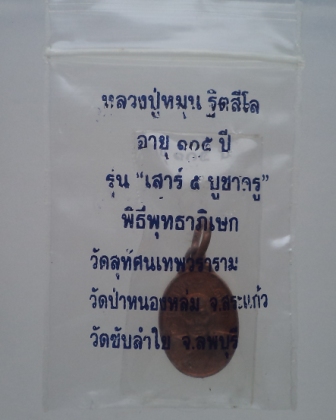 หลวงปู่หมุน ฐิตสีโล
อายุ ๑๐๕ ปี
รุ่น "เสาร์ ๕ บูชาครู"
พิธีพุทธาภิเษก
วัดสุทัศนเทพวราราม
วัดป่าหนองหล่ม จ.สระแก้ว
วัดซับลำใย จ.ลพบุรี